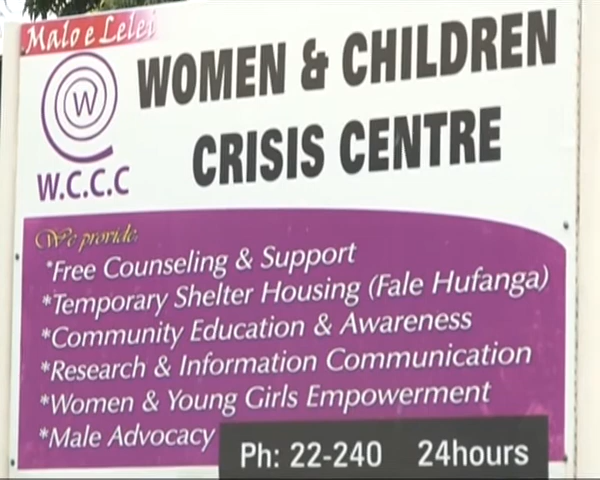 Malo e Lelei
W
W.C.C.C
WOMEN & CHILDREN
CRISIS CENTRE
We provide:
*Free Counseling & Support
*Temporary Shelter Housing (Fale Hufanga)
*Community Education & Awareness
*Research & Information Communication
*Women & Young Girls Empowerment
*Male Advocacy
Ph: 22-240 24hours